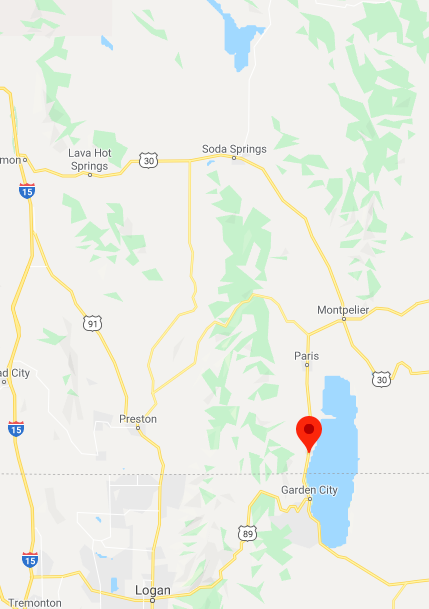 Soda Springs
Lava Hot
Springs
30
mon
15
Montpelier
91
Paris
30
ad City
Preston
15
Garden City
89
15
Logan
Tremonton